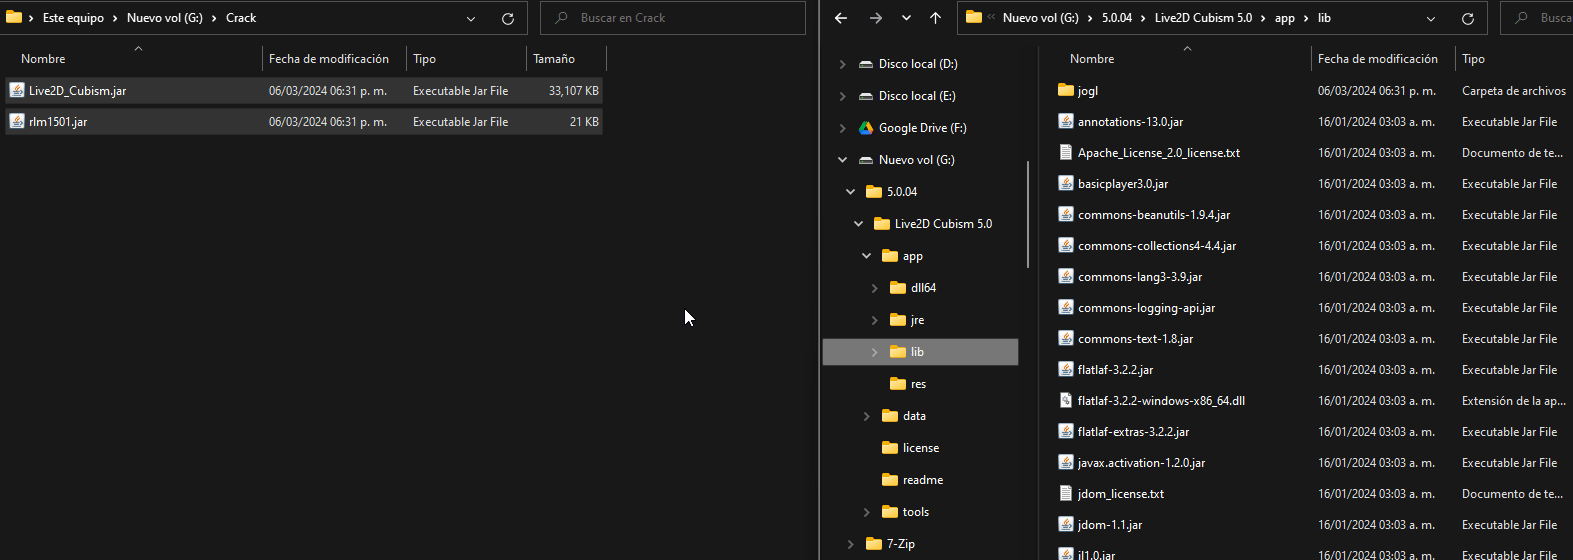 Este equipo > Nuevo vol (G:) > Crack
Buscar en Crack
Nombre Fecha de modificación Tipo Tamaño
Live2D_Cubism.jar 06/03/2024 06:31 p. m. Executable Jar File 33,107 KB
rlm1501.jar 06/03/2024 06:31 p. m. Executable Jar File 21 KB
« Nuevo vol (G:) > 5.0.04 > Live2D Cubism 5.0 > app > lib
Busca
Disco local (D:)
Disco local (E:)
Google Drive (F:)
Nuevo vol (G:)
5.0.04
Live2D Cubism 5.0
app
dll64
jre
lib
res
data
license
readme
tools
7-Zip
Nombre Fecha de modificación Tipo
jogl 06/03/2024 06:31 p. m. Carpeta de archivos
annotations-13.0.jar 16/01/2024 03:03 a. m. Executable Jar File
Apache_License_2.0_license.txt 16/01/2024 03:03 a. m. Documento de te...
basicplayer3.0.jar 16/01/2024 03:03 a. m. Executable Jar File
commons-beanutils-1.9.4.jar 16/01/2024 03:03 a. m. Executable Jar File
commons-collections4-4.4.jar 16/01/2024 03:03 a. m. Executable Jar File
commons-lang3-3.9.jar 16/01/2024 03:03 a. m. Executable Jar File
commons-logging-api.jar 16/01/2024 03:03 a. m. Executable Jar File
commons-text-1.8.jar 16/01/2024 03:03 a. m. Executable Jar File
flatlaf-3.2.2.jar 16/01/2024 03:03 a. m. Executable Jar File
flatlaf-3.2.2-windows-x86_64.dll 16/01/2024 03:03 a. m. Extensión de la ap...
flatlaf-extras-3.2.2.jar 16/01/2024 03:03 a. m. Executable Jar File
javax.activation-1.2.0.jar 16/01/2024 03:03 a. m. Executable Jar File
jdom_license.txt 16/01/2024 03:03 a. m. Documento de te...
jdom-1.1.jar 16/01/2024 03:03 a. m. Executable Jar File
jl1.0.jar 16/01/2024 03:03 a. m. Executable Jar File